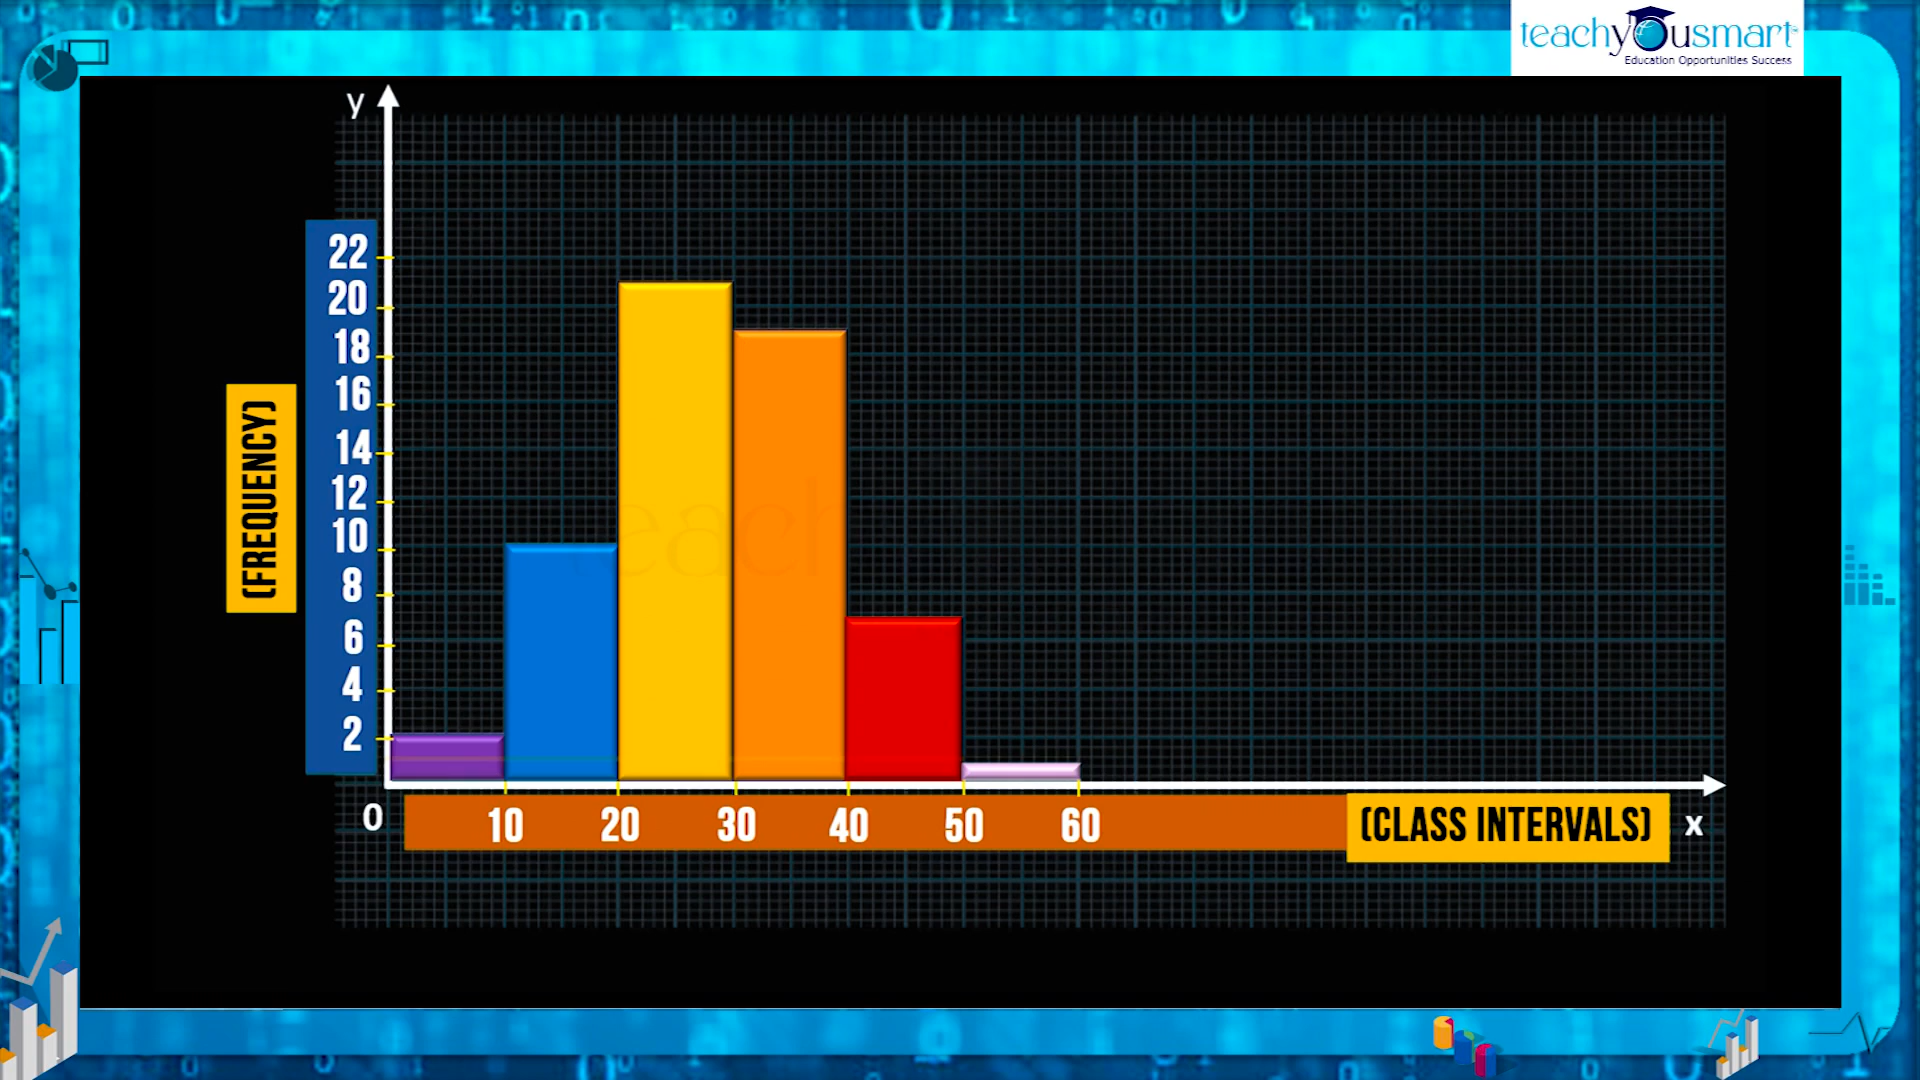 teachyousmart
Education Opportunities Success
y
22
20
18
16
14
12
10
8
6
4
2
(FREQUENCY)
teach
0
10 20 30 40 50 60 (CLASS INTERVALS) x